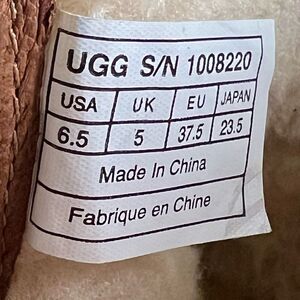 UGG S/N 1008220
USA UK EU JAPAN
6.5 5 37.5 23.5
Made In China
Fabrique en Chine